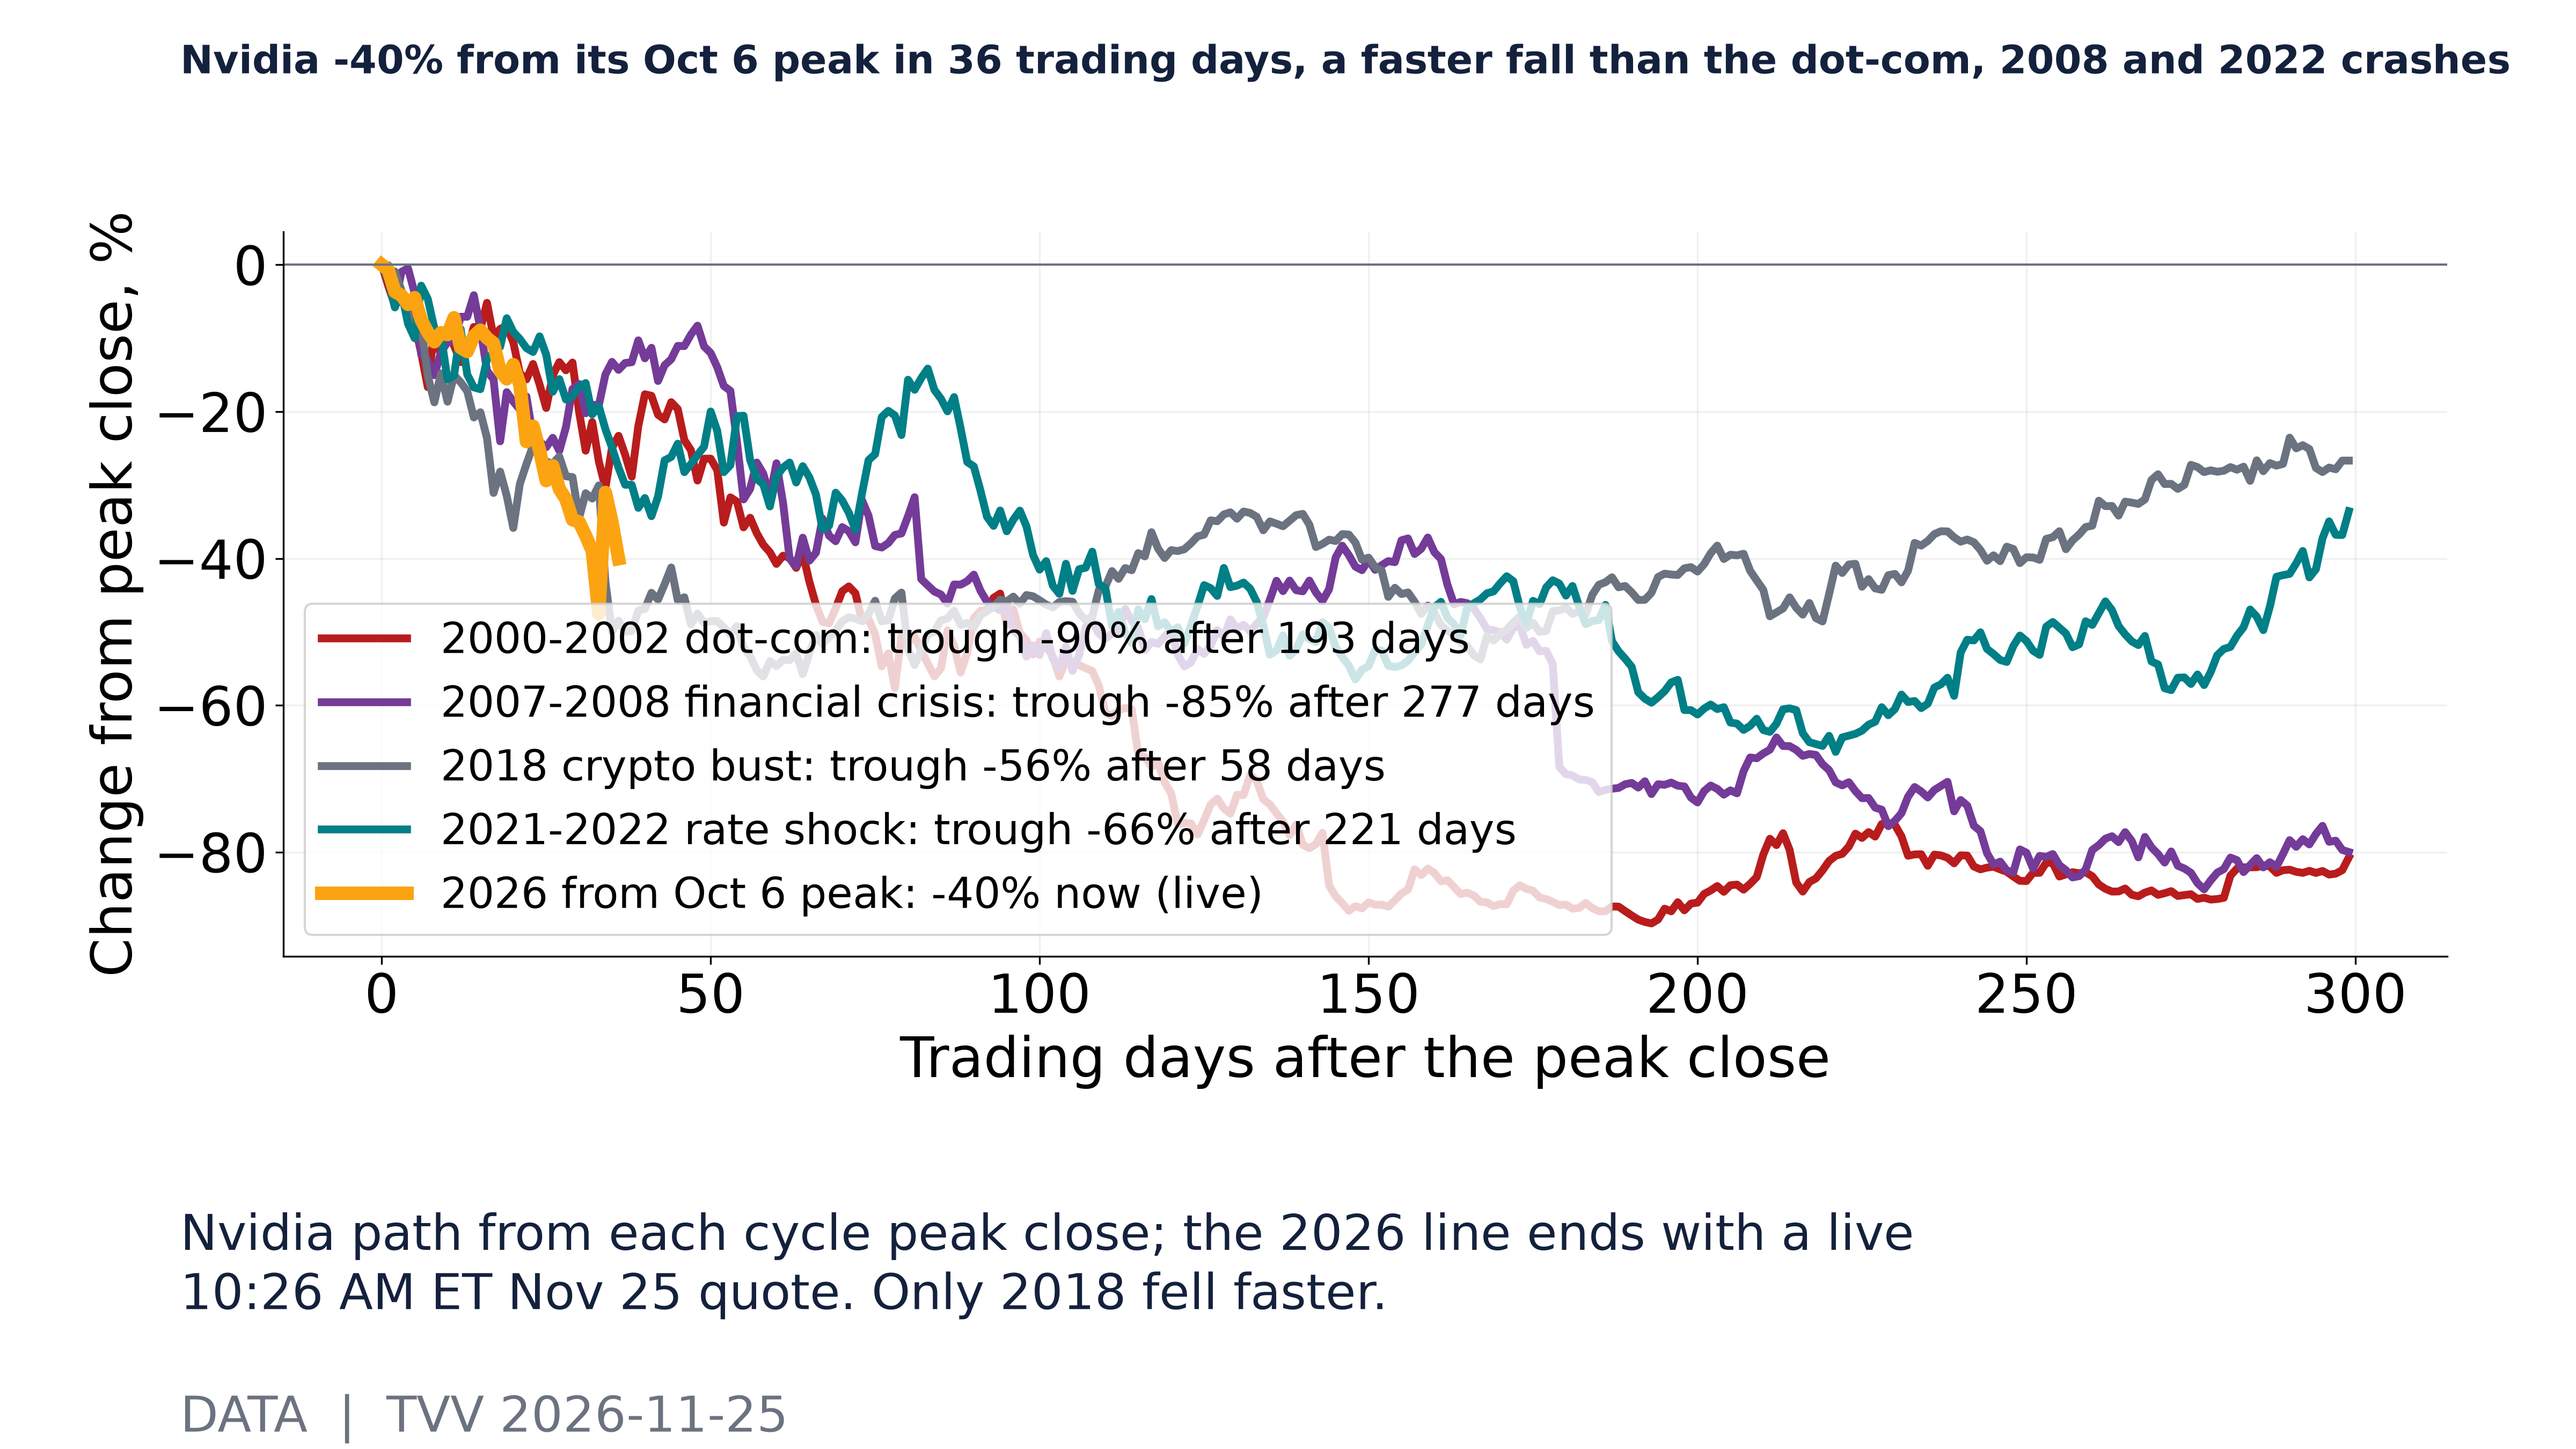 Nvidia -40% from its Oct 6 peak in 36 trading days, a faster fall than the dot-com, 2008 and 2022 crashes
Change from peak close, %
0
−20
−40
−60
−80
2000-2002 dot-com: trough -90% after 193 days
2007-2008 financial crisis: trough -85% after 277 days
2018 crypto bust: trough -56% after 58 days
2021-2022 rate shock: trough -66% after 221 days
2026 from Oct 6 peak: -40% now (live)
0 50 100 150 200 250 300
Trading days after the peak close
Nvidia path from each cycle peak close; the 2026 line ends with a live
10:26 AM ET Nov 25 quote. Only 2018 fell faster.
DATA | TVV 2026-11-25